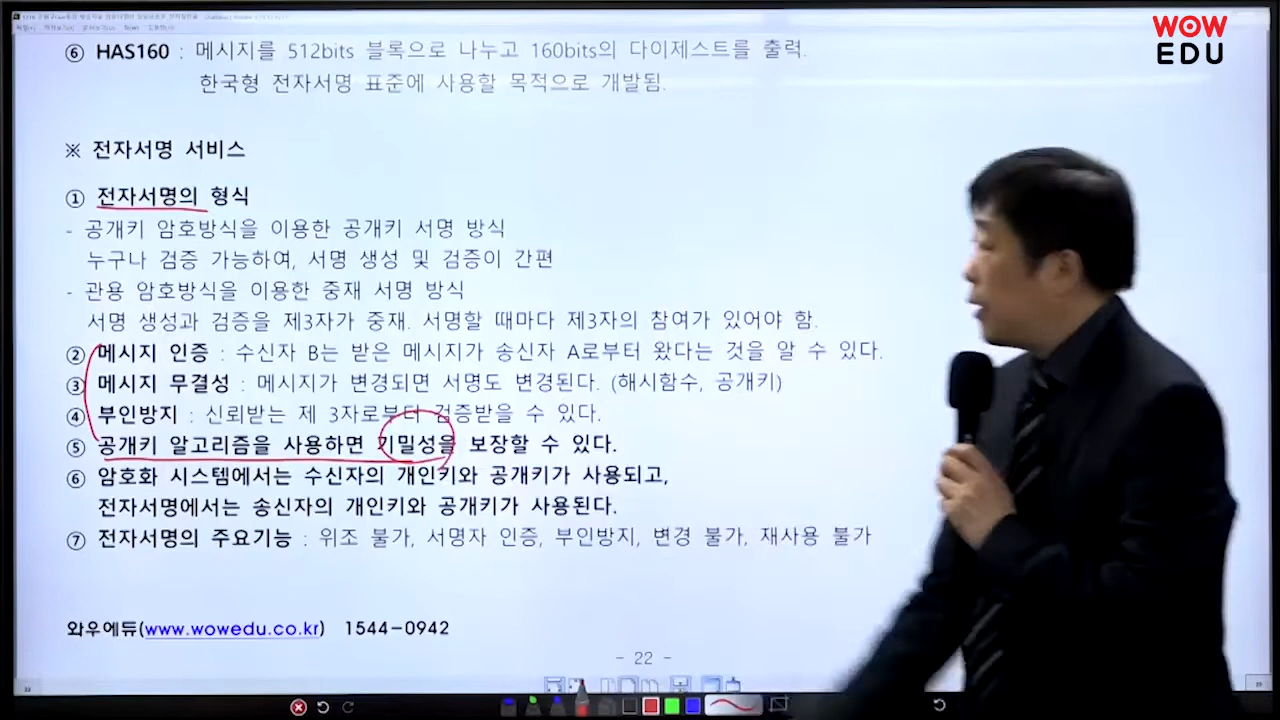 WOW
EDU
⑥ HAS160 : 메시지를 512bits 블록으로 나누고 160bits의 다이제스트를 출력.
한국형 전자서명 표준에 사용할 목적으로 개발됨.
※ 전자서명 서비스
① 전자서명의 형식
- 공개키 암호방식을 이용한 공개키 서명 방식
누구나 검증 가능하여, 서명 생성 및 검증이 간편
- 관용 암호방식을 이용한 중재 서명 방식
서명 생성과 검증을 제3자가 중재. 서명할 때마다 제3자의 참여가 있어야 함.
② 메시지 인증 : 수신자 B는 받은 메시지가 송신자 A로부터 왔다는 것을 알 수 있다.
③ 메시지 무결성 : 메시지가 변경되면 서명도 변경된다. (해시함수, 공개키)
④ 부인방지 : 신뢰받는 제 3자로부터 검증받을 수 있다.
⑤ 공개키 알고리즘을 사용하면 기밀성을 보장할 수 있다.
⑥ 암호화 시스템에서는 수신자의 개인키와 공개키가 사용되고,
전자서명에서는 송신자의 개인키와 공개키가 사용된다.
⑦ 전자서명의 주요기능 : 위조 불가, 서명자 인증, 부인방지, 변경 불가, 재사용 불가
와우에듀(www.wowedu.co.kr) 1544-0942
- 22 -